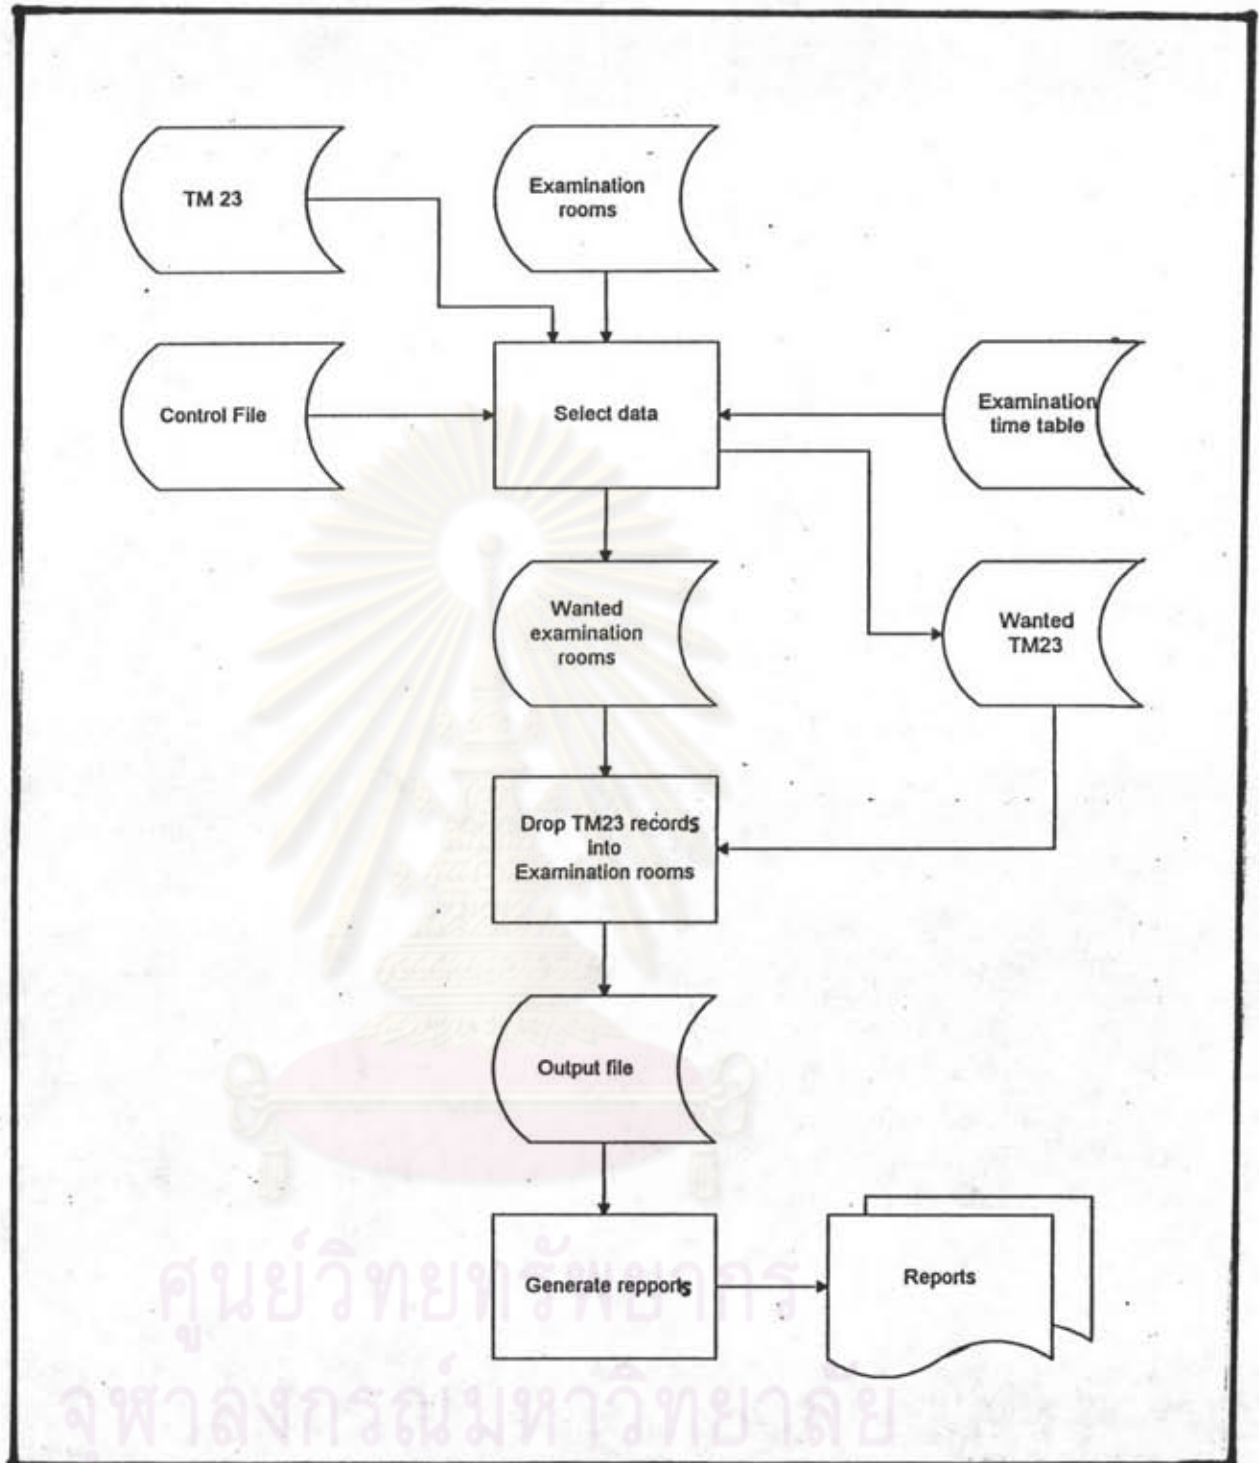 TM 23
Examination
rooms
Control File
Select data
Examination
time table
Wanted
examination
rooms
Wanted
TM23
Drop TM23 records
into
Examination rooms
Output file
Generate repports
Reports
ศูนย์วิทยทรัพยากร
จุฬาลงกรณ์มหาวิทยาลัย